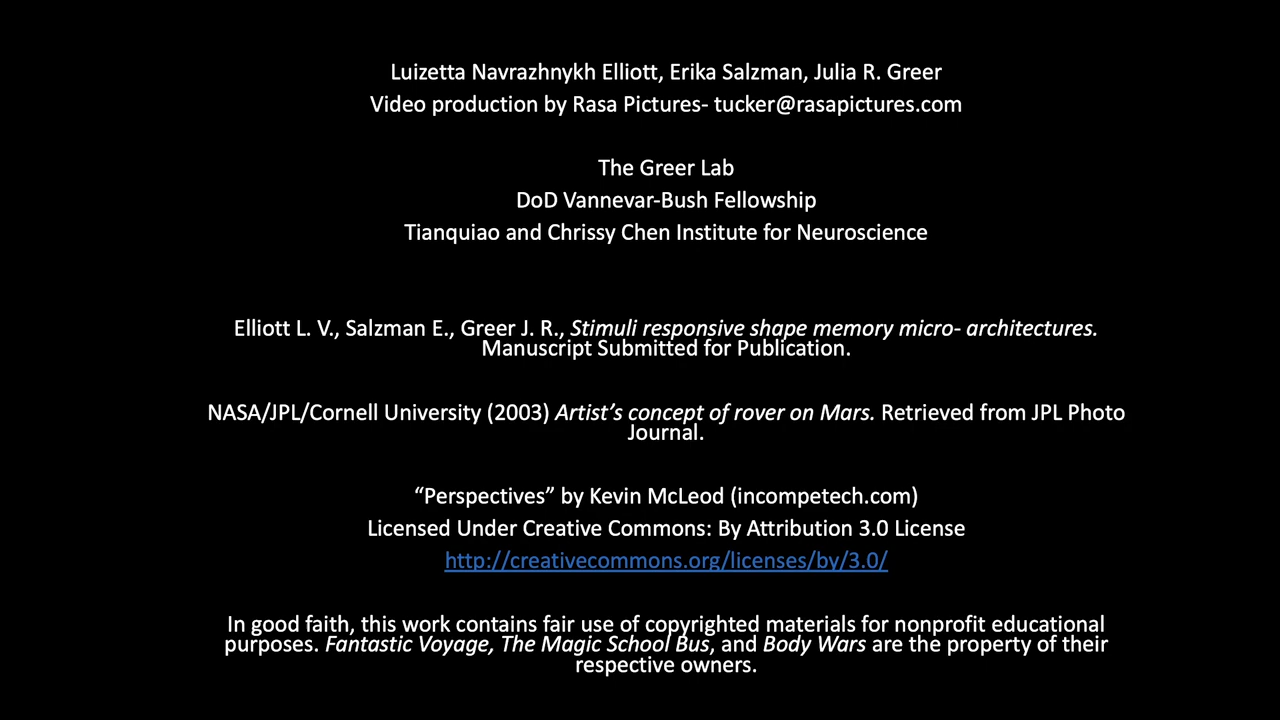 Luizetta Navrazhnykh Elliott, Erika Salzman, Julia R. Greer
Video production by Rasa Pictures- tucker@rasapictures.com
The Greer Lab
DoD Vannevar-Bush Fellowship
Tianquiao and Chrissy Chen Institute for Neuroscience
Elliott L. V., Salzman E., Greer J. R., Stimuli responsive shape memory micro- architectures.
Manuscript Submitted for Publication.
NASA/JPL/Cornell University (2003) Artist’s concept of rover on Mars. Retrieved from JPL Photo
Journal.
“Perspectives” by Kevin McLeod (incompetech.com)
Licensed Under Creative Commons: By Attribution 3.0 License
http://creativecommons.org/licenses/by/3.0/
In good faith, this work contains fair use of copyrighted materials for nonprofit educational
purposes. Fantastic Voyage, The Magic School Bus, and Body Wars are the property of their
respective owners.